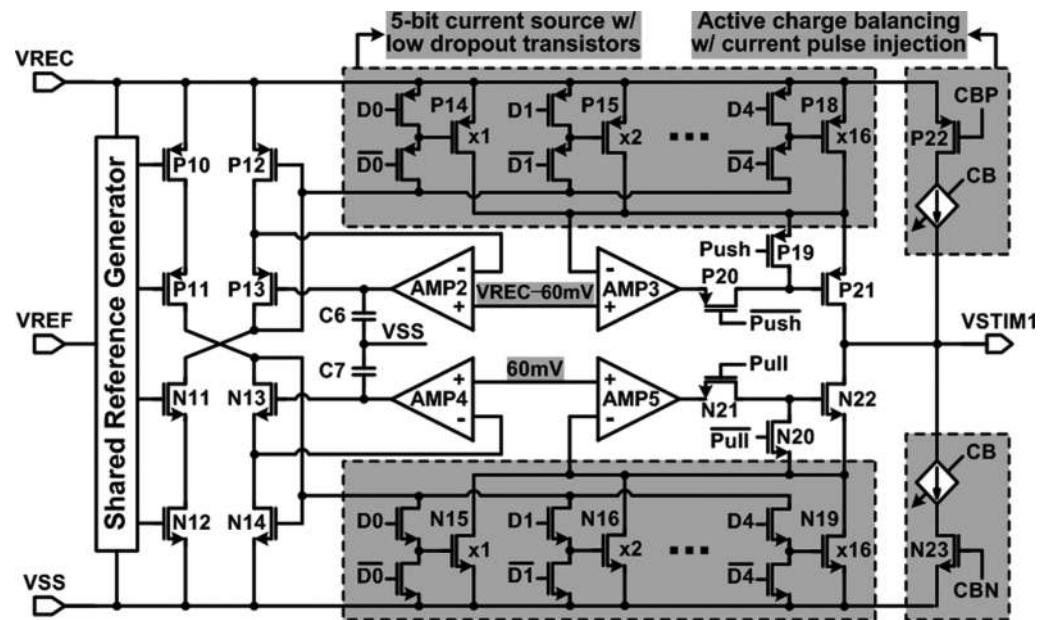 5-bit current source w/
low dropout transistors
Active charge balancing
w/ current pulse injection
VREC
D0
P14
D1
P15
D4
P18
CBP
x1
x2
x16
P22
P10
P12
D0
D1
D4
CB
Shared Reference Generator
Push
P19
P11
P13
AMP2
-
+
VREC-60mV
-
+
AMP3
P20
P21
C6
Push
VREF
VSS
VSTIM1
C7
60mV
Pull
N11
N13
AMP4
+
-
+
-
AMP5
N21
N22
Pull
N20
CB
N12
N14
D0
N15
D1
N16
D4
N19
x1
x2
x16
N23
D0
D1
D4
VSS
CBN